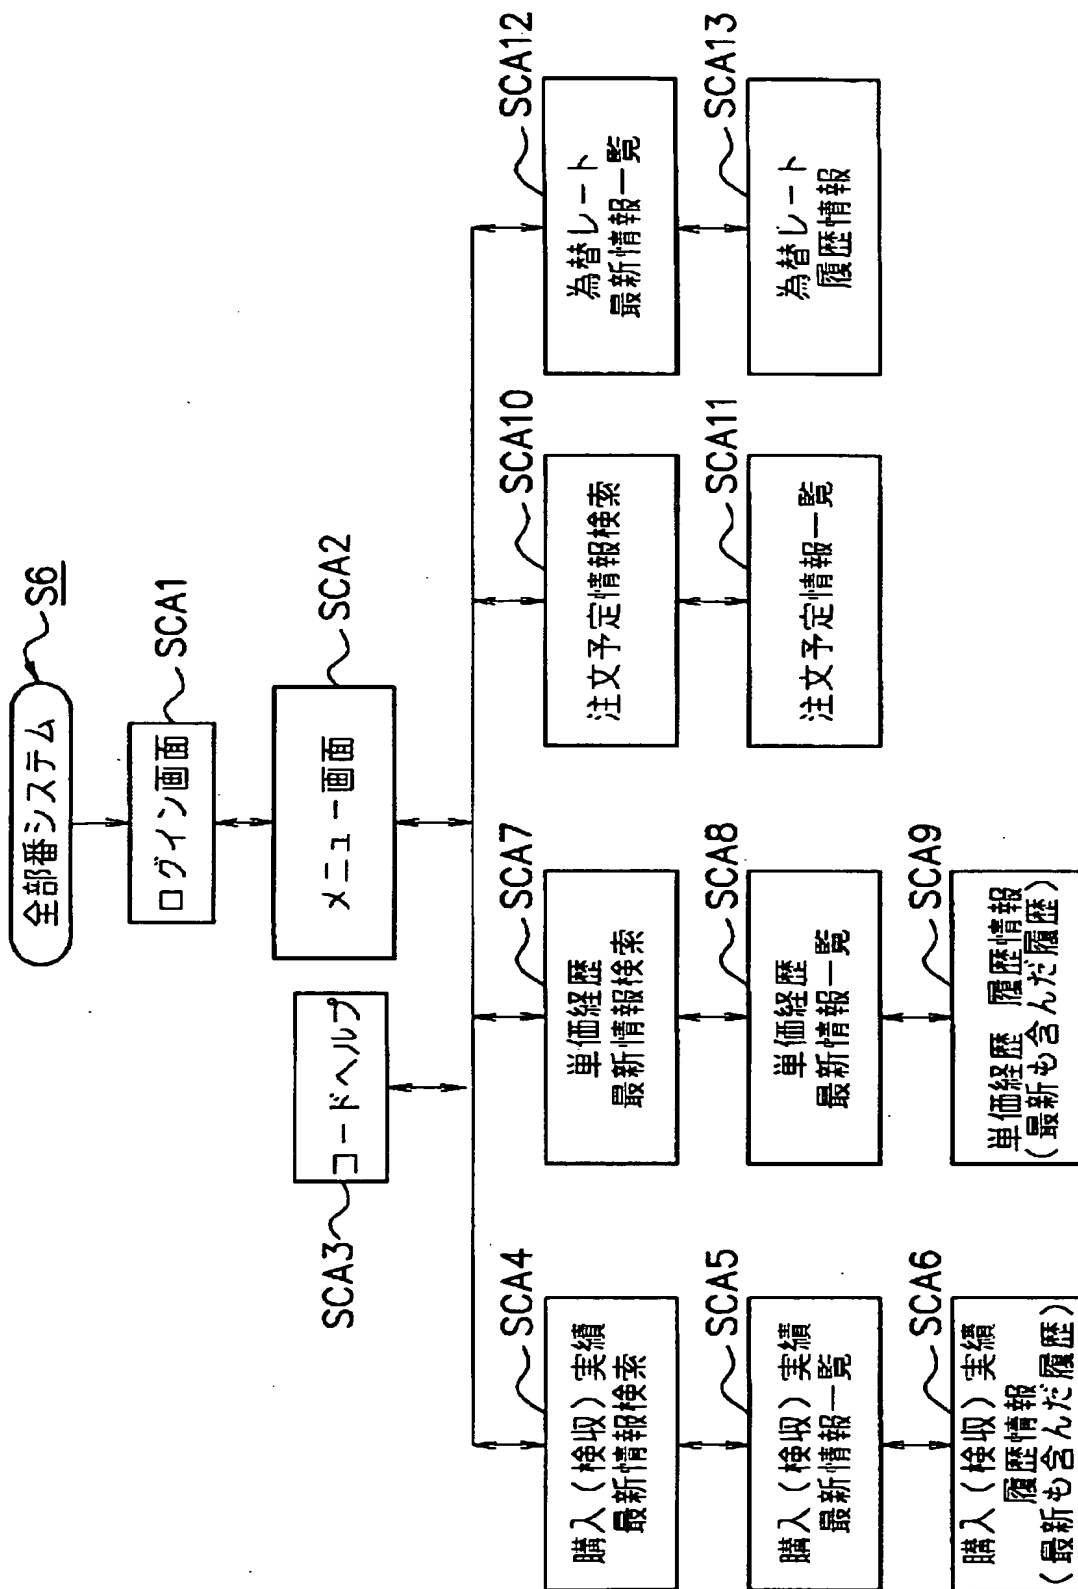 全部番システム
S6
ログイン画面
SCA1
メニュー画面
SCA2
コードヘルプ
SCA3
購入(検収)実績
最新情報検索
SCA4
購入(検収)実績
最新情報一覧
SCA5
購入(検収)実績
履歴情報
(最新も含んだ履歴)
SCA6
単価経歴
最新情報検索
SCA7
単価経歴
最新情報一覧
SCA8
単価経歴 履歴情報
(最新も含んだ履歴)
SCA9
注文予定情報検索
SCA10
注文予定情報一覧
SCA11
為替レート
最新情報一覧
SCA12
為替レート
履歴情報
SCA13